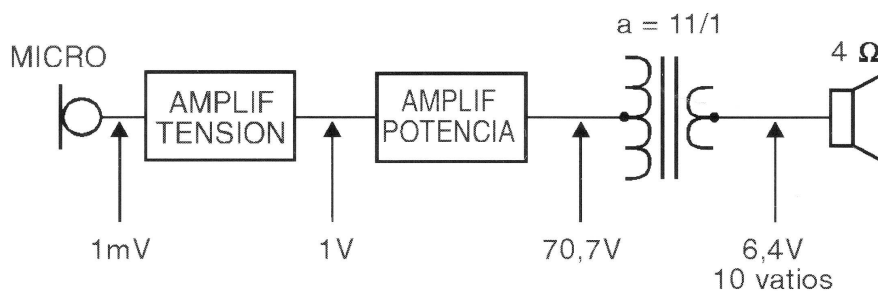 a = 11/1
MICRO
4 Ω
AMPLIF
TENSION
AMPLIF
POTENCIA
1mV
1V
70,7V
6,4V
10 vatios